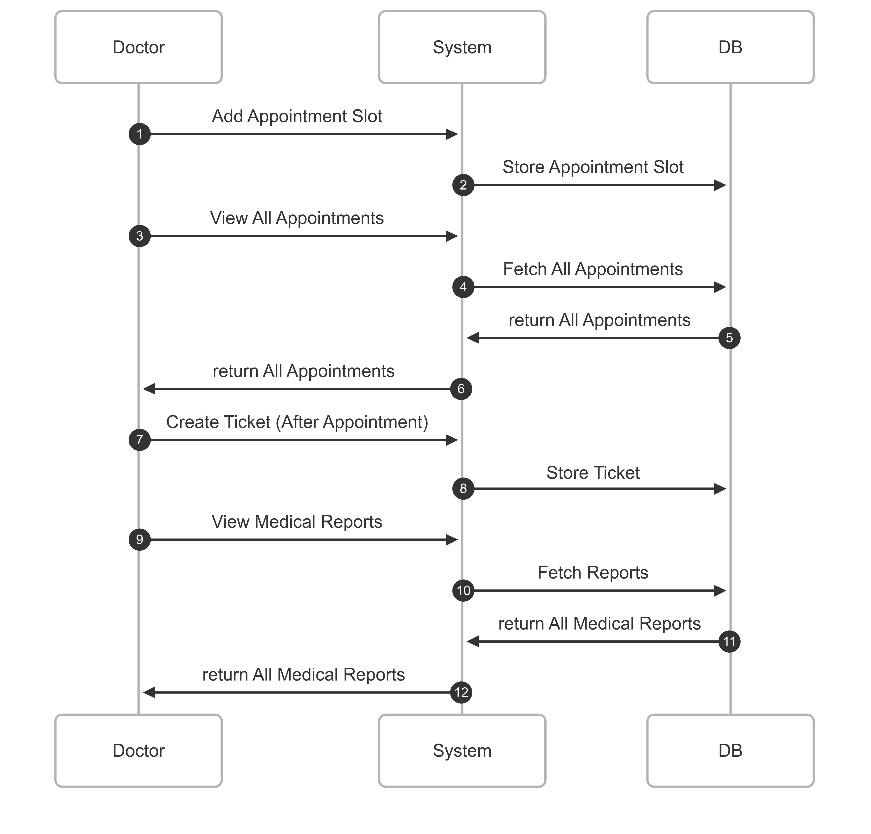 Doctor
System
DB
Add Appointment Slot
1
Store Appointment Slot
2
View All Appointments
3
Fetch All Appointments
4
return All Appointments
5
return All Appointments
6
Create Ticket (After Appointment)
7
Store Ticket
8
View Medical Reports
9
Fetch Reports
10
return All Medical Reports
11
return All Medical Reports
12
Doctor
System
DB